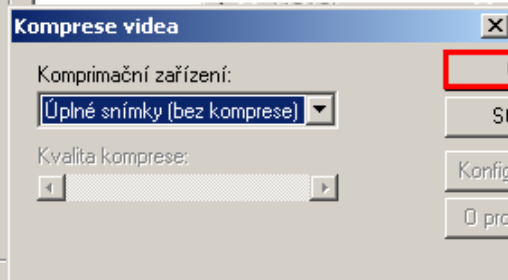 Komprese videa
Komprimační zařízení:
Úplné snímky (bez komprese)
Kvalita komprese: